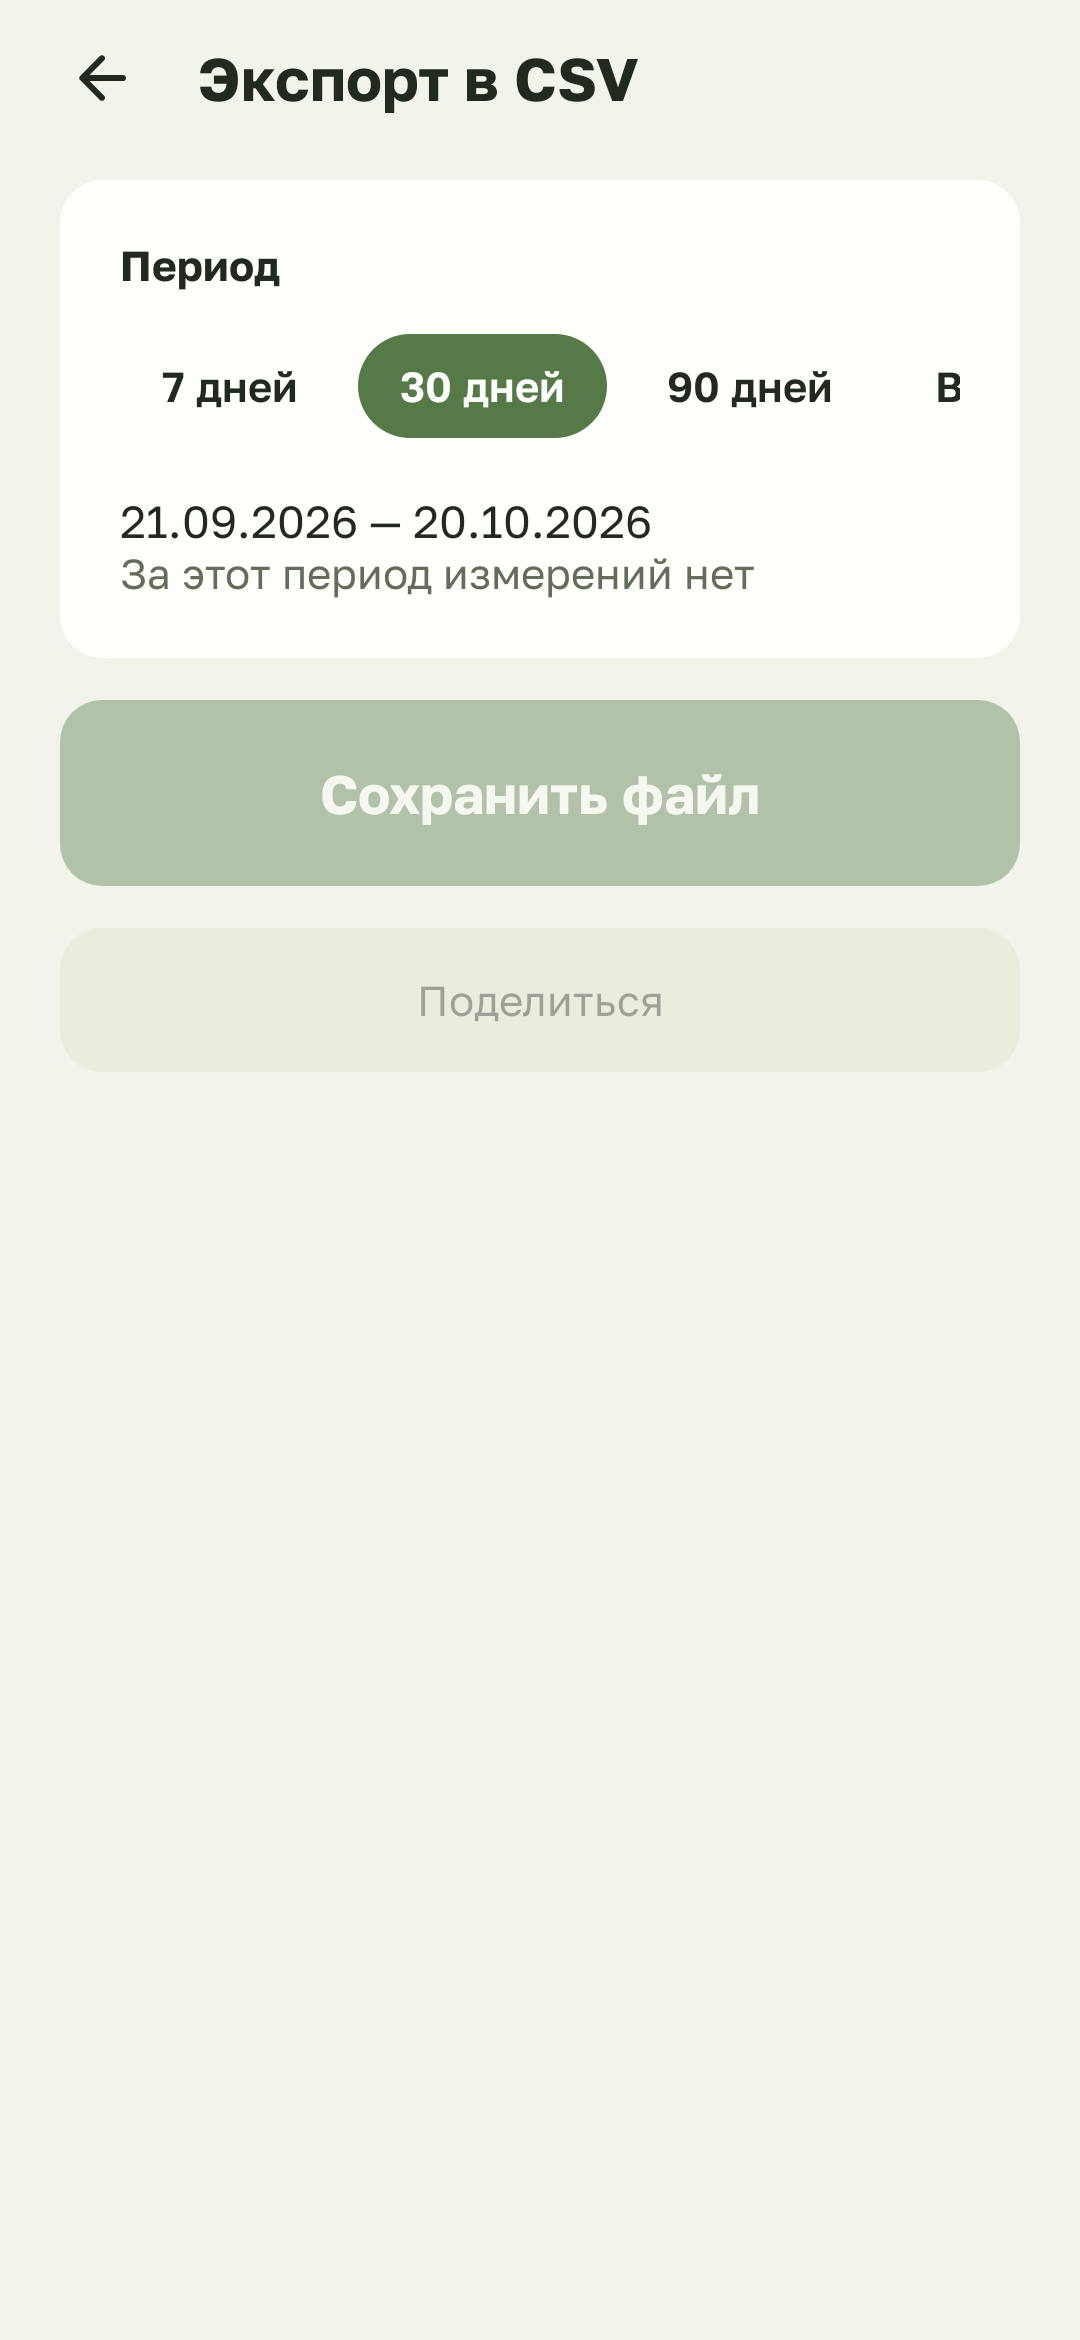 Экспорт в CSV
Период
7 дней 30 дней 90 дней
21.09.2026 — 20.10.2026
За этот период измерений нет
Сохранить файл
Поделиться